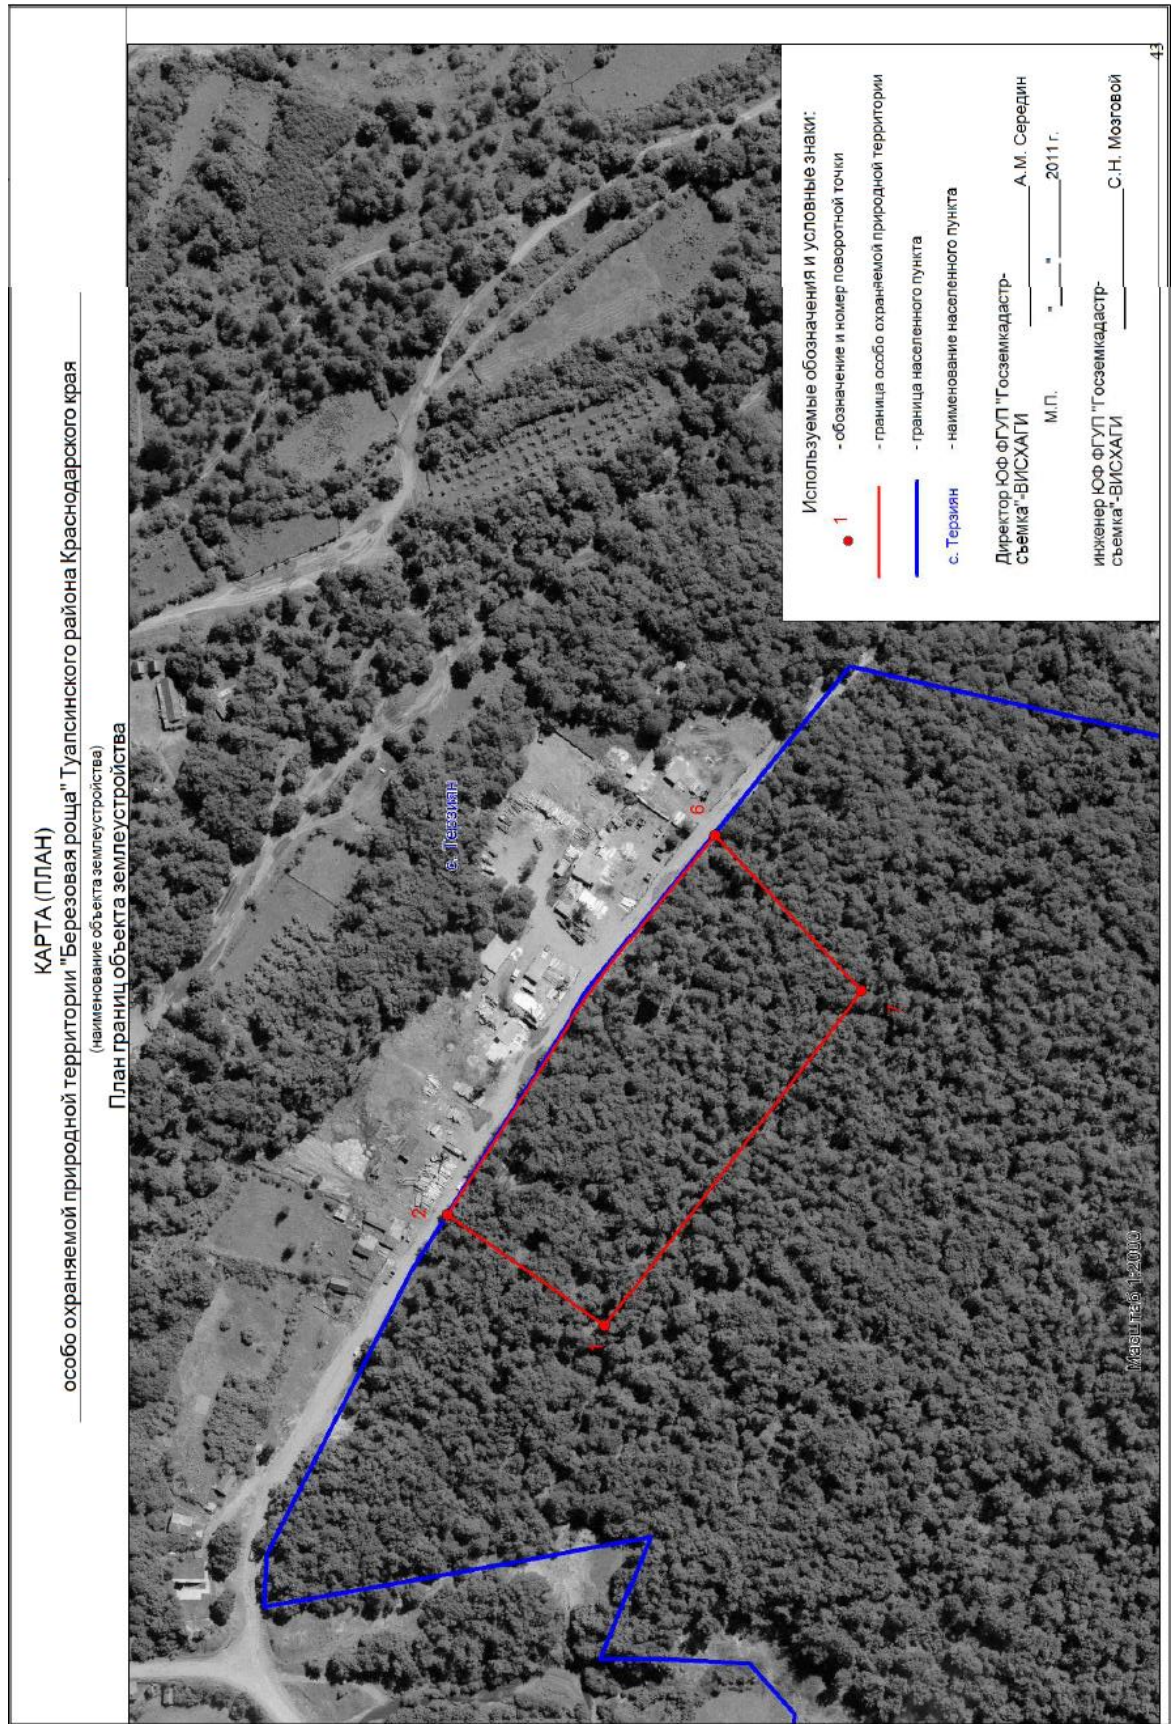 КАРТА (ПЛАН)
особо охраняемой природной территории "Березовая роща" Туапсинского района Краснодарского края
(наименование объекта землеустройства)
План границ объекта землеустройства
с. Терзиян
2
6
1
7
Масштаб 1:2000
Используемые обозначения и условные знаки:
1 - обозначение и номер поворотной точки
- граница особо охраняемой природной территории
- граница населенного пункта
с. Терзиян - наименование населенного пункта
Директор ЮФ ФГУП "Госземкадастр-
съемка"-ВИСХАГИ А.М. Середин
М.П. " " 2011 г.
инженер ЮФ ФГУП "Госземкадастр-
съемка"-ВИСХАГИ С.Н. Мозговой
43